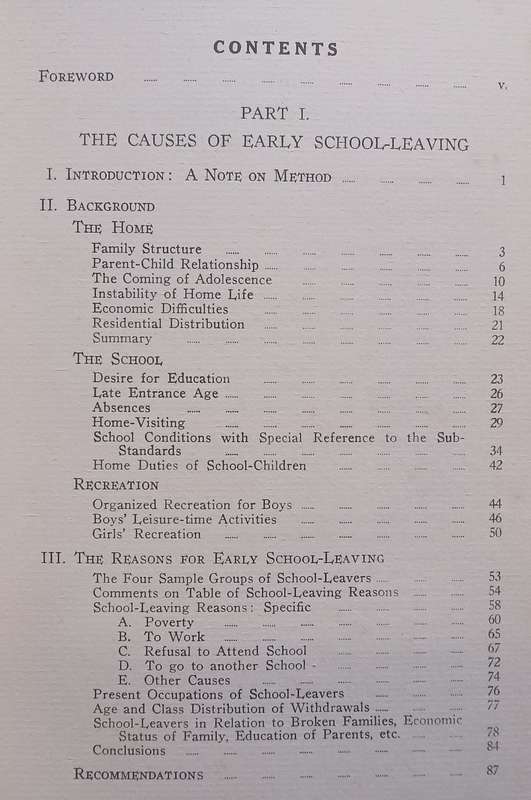 CONTENTS
FOREWORD ...... ...... ...... ...... ...... ...... ...... ...... ...... v.
PART I.
THE CAUSES OF EARLY SCHOOL-LEAVING
I. INTRODUCTION: A NOTE ON METHOD ...... ...... ...... ...... 1
II. BACKGROUND
THE HOME
Family Structure ...... ...... ...... ...... ...... ...... ...... 3
Parent-Child Relationship ...... ...... ...... ...... ...... ...... 6
The Coming of Adolescence ...... ...... ...... ...... ...... 10
Instability of Home Life ...... ...... ...... ...... ...... ...... 14
Economic Difficulties ...... ...... ...... ...... ...... ...... 18
Residential Distribution ...... ...... ...... ...... ...... ...... 21
Summary ...... ...... ...... ...... ...... ...... ...... ...... 22
THE SCHOOL
Desire for Education ...... ...... ...... ...... ...... ...... 23
Late Entrance Age ...... ...... ...... ...... ...... ...... ...... 26
Absences ...... ...... ...... ...... ...... ...... ...... ...... 27
Home-Visiting ...... ...... ...... ...... ...... ...... ...... 29
School Conditions with Special Reference to the Sub-
Standards ...... ...... ...... ...... ...... ...... ...... 34
Home Duties of School-Children ...... ...... ...... ...... 42
RECREATION
Organized Recreation for Boys ...... ...... ...... ...... ...... 44
Boys' Leisure-time Activities ...... ...... ...... ...... ...... 46
Girls' Recreation ...... ...... ...... ...... ...... ...... ...... 50
III. THE REASONS FOR EARLY SCHOOL-LEAVING
The Four Sample Groups of School-Leavers ...... ...... ...... 53
Comments on Table of School-Leaving Reasons ...... ...... 54
School-Leaving Reasons: Specific ...... ...... ...... ...... 58
A. Poverty ...... ...... ...... ...... ...... ...... ...... 60
B. To Work ...... ...... ...... ...... ...... ...... ...... 65
C. Refusal to Attend School ...... ...... ...... ...... 67
D. To go to another School - ...... ...... ...... ...... 72
E. Other Causes ...... ...... ...... ...... ...... ...... 74
Present Occupations of School-Leavers ...... ...... ...... 76
Age and Class Distribution of Withdrawals ...... ...... ...... 77
School-Leavers in Relation to Broken Families, Economic
Status of Family, Education of Parents, etc. ...... ...... 78
Conclusions ...... ...... ...... ...... ...... ...... ...... ...... 84
RECOMMENDATIONS ...... ...... ...... ...... ...... ...... ...... 87